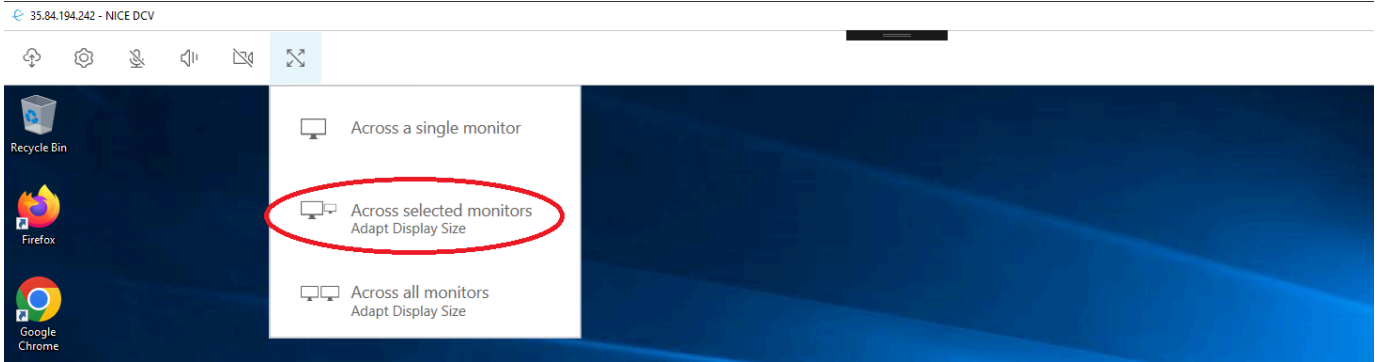 35.84.194.242 - NICE DCV
Across a single monitor
Recycle Bin
Across selected monitors
Adapt Display Size
Firefox
Across all monitors
Adapt Display Size
Google
Chrome